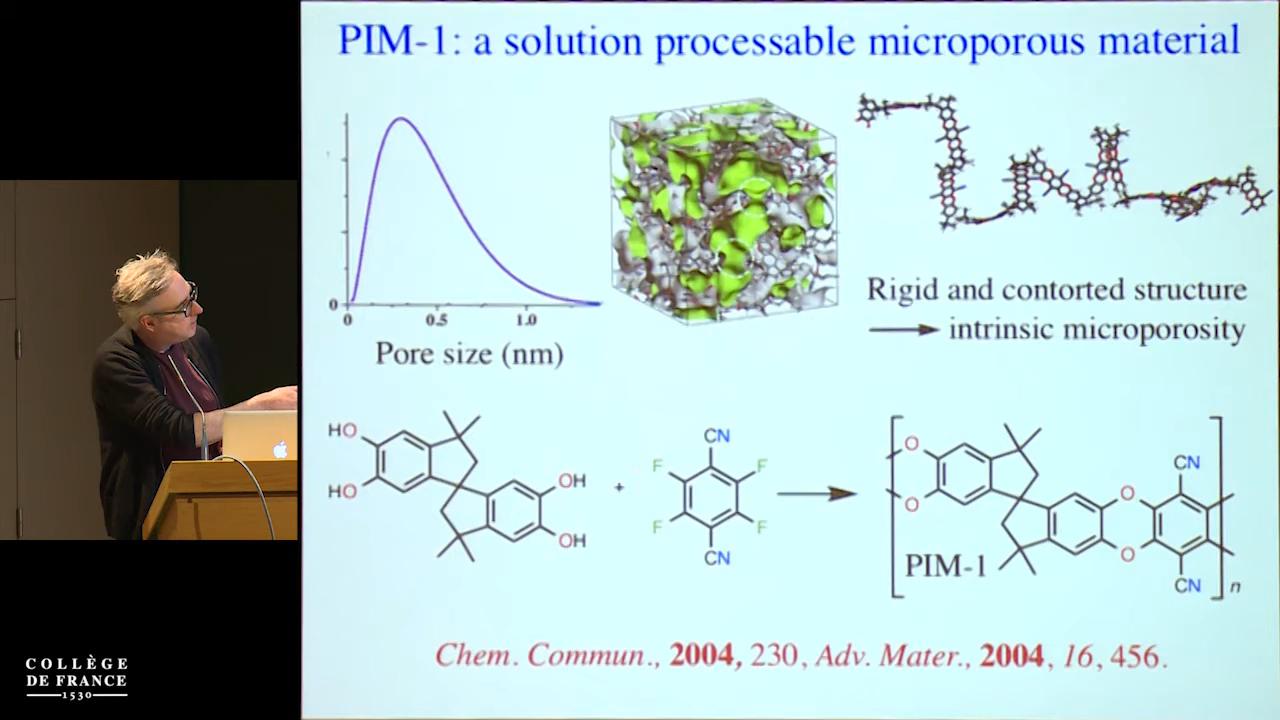 PIM-1: a solution processable microporous material
0
0
0.5
1.0
Pore size (nm)
Rigid and contorted structure
intrinsic microporosity
HO
HO
OH
OH
+
CN
F
F
F
F
CN
O
O
O
O
CN
CN
PIM-1
n
Chem. Commun., 2004, 230, Adv. Mater., 2004, 16, 456.
COLLÈGE
DE FRANCE
1530